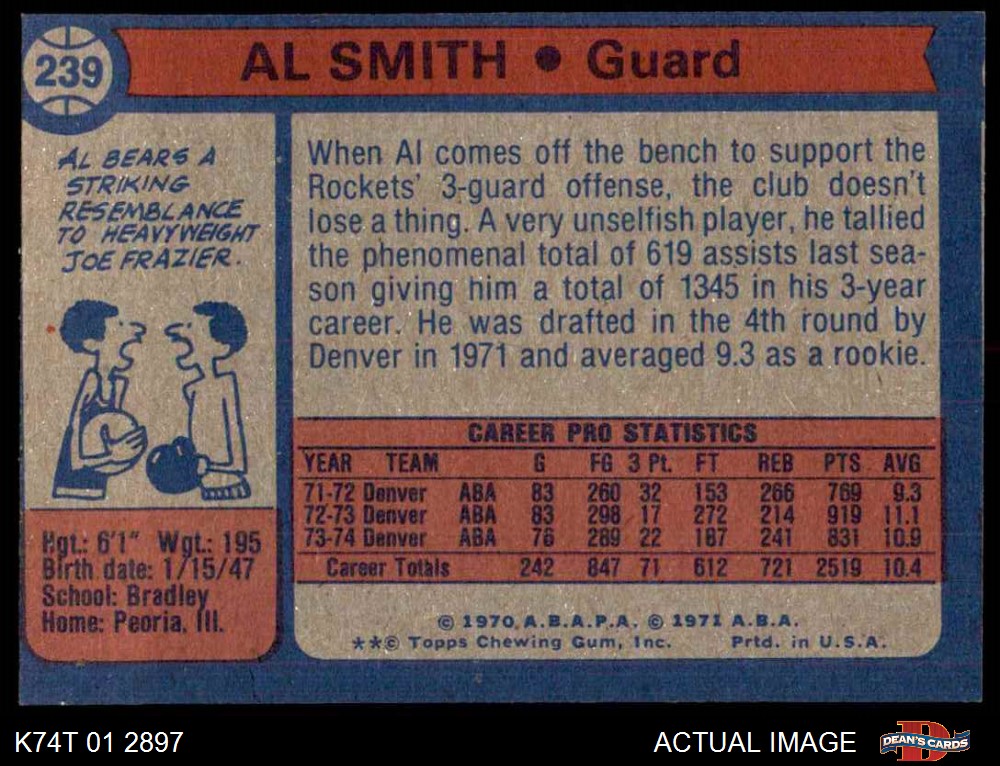 239
AL SMITH • Guard
AL BEARS A
STRIKING
RESEMBLANCE
TO HEAVYWEIGHT
JOE FRAZIER.
Hgt.: 6'1" Wgt.: 195
Birth date: 1/15/47
School: Bradley
Home: Peoria, Ill.
When Al comes off the bench to support the
Rockets' 3-guard offense, the club doesn't
lose a thing. A very unselfish player, he tallied
the phenomenal total of 619 assists last sea-
son giving him a total of 1345 in his 3-year
career. He was drafted in the 4th round by
Denver in 1971 and averaged 9.3 as a rookie.
CAREER PRO STATISTICS
YEAR TEAM G FG 3 Pt. FT REB PTS AVG
71-72 Denver ABA 83 260 32 153 266 769 9.3
72-73 Denver ABA 83 298 17 272 214 919 11.1
73-74 Denver ABA 76 289 22 187 241 831 10.9
Career Totals 242 847 71 612 721 2519 10.4
© 1970 A.B.A.P.A. © 1971 A.B.A.
**© Topps Chewing Gum, Inc. Prtd. in U.S.A.
K74T 01 2897 ACTUAL IMAGE DEAN'S CARDS